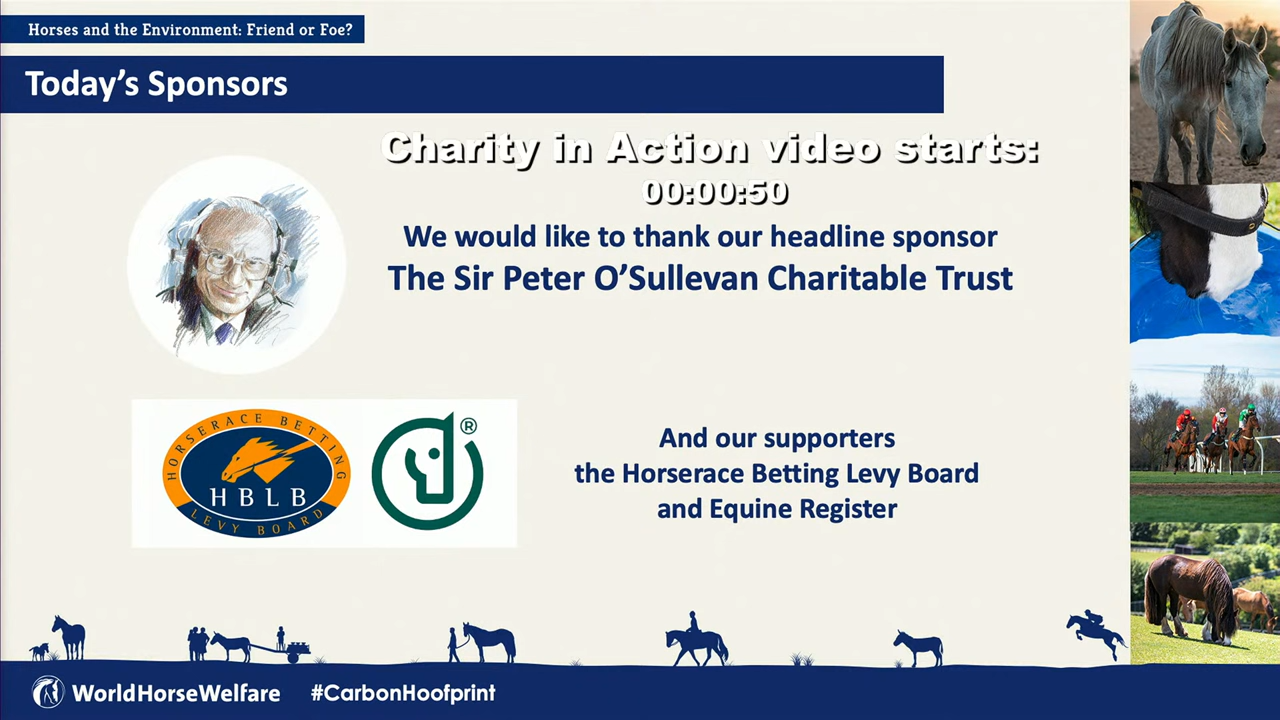 Horses and the Environment: Friend or Foe?
Today's Sponsors
Charity in Action video starts:
00:00:50
We would like to thank our headline sponsor
The Sir Peter O'Sullevan Charitable Trust
HORSERACE BETTING
HBLB
LEVY BOARD
®
And our supporters
the Horserace Betting Levy Board
and Equine Register
WorldHorseWelfare #CarbonHoofprint